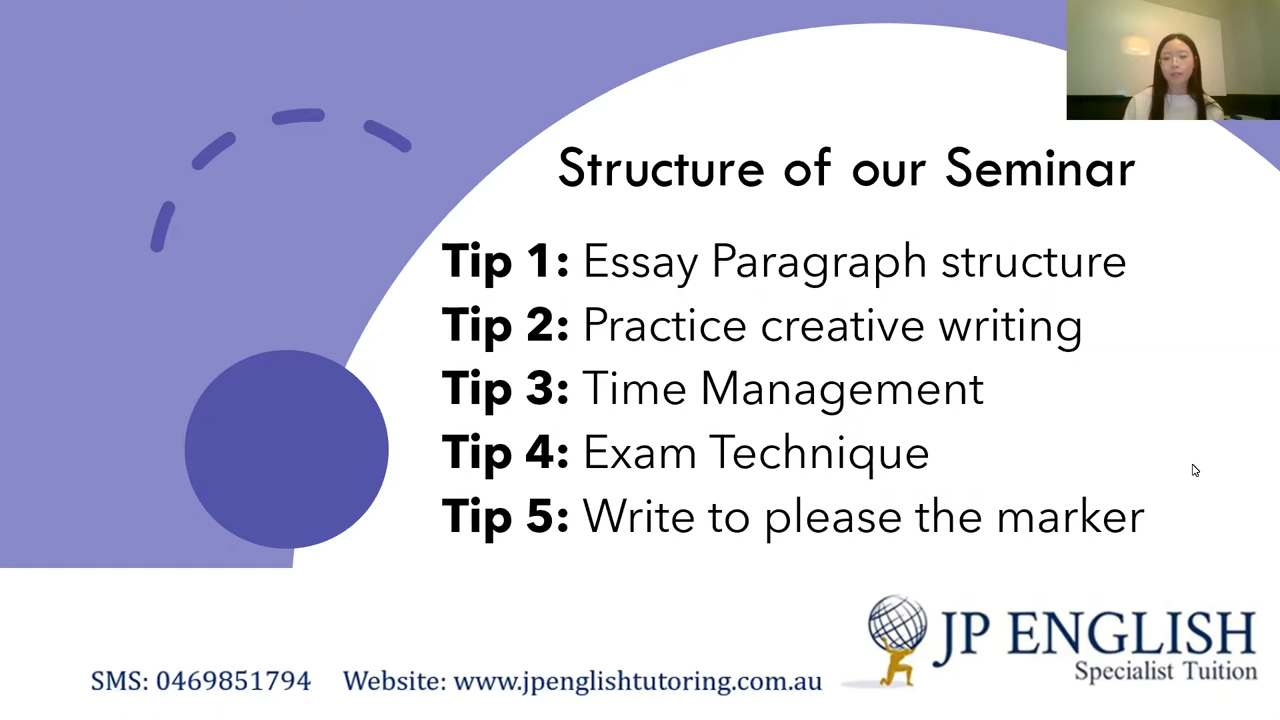 Structure of our Seminar
Tip 1: Essay Paragraph structure
Tip 2: Practice creative writing
Tip 3: Time Management
Tip 4: Exam Technique
Tip 5: Write to please the marker
JP ENGLISH
Specialist Tuition
SMS: 0469851794 Website: www.jpenglishtutoring.com.au